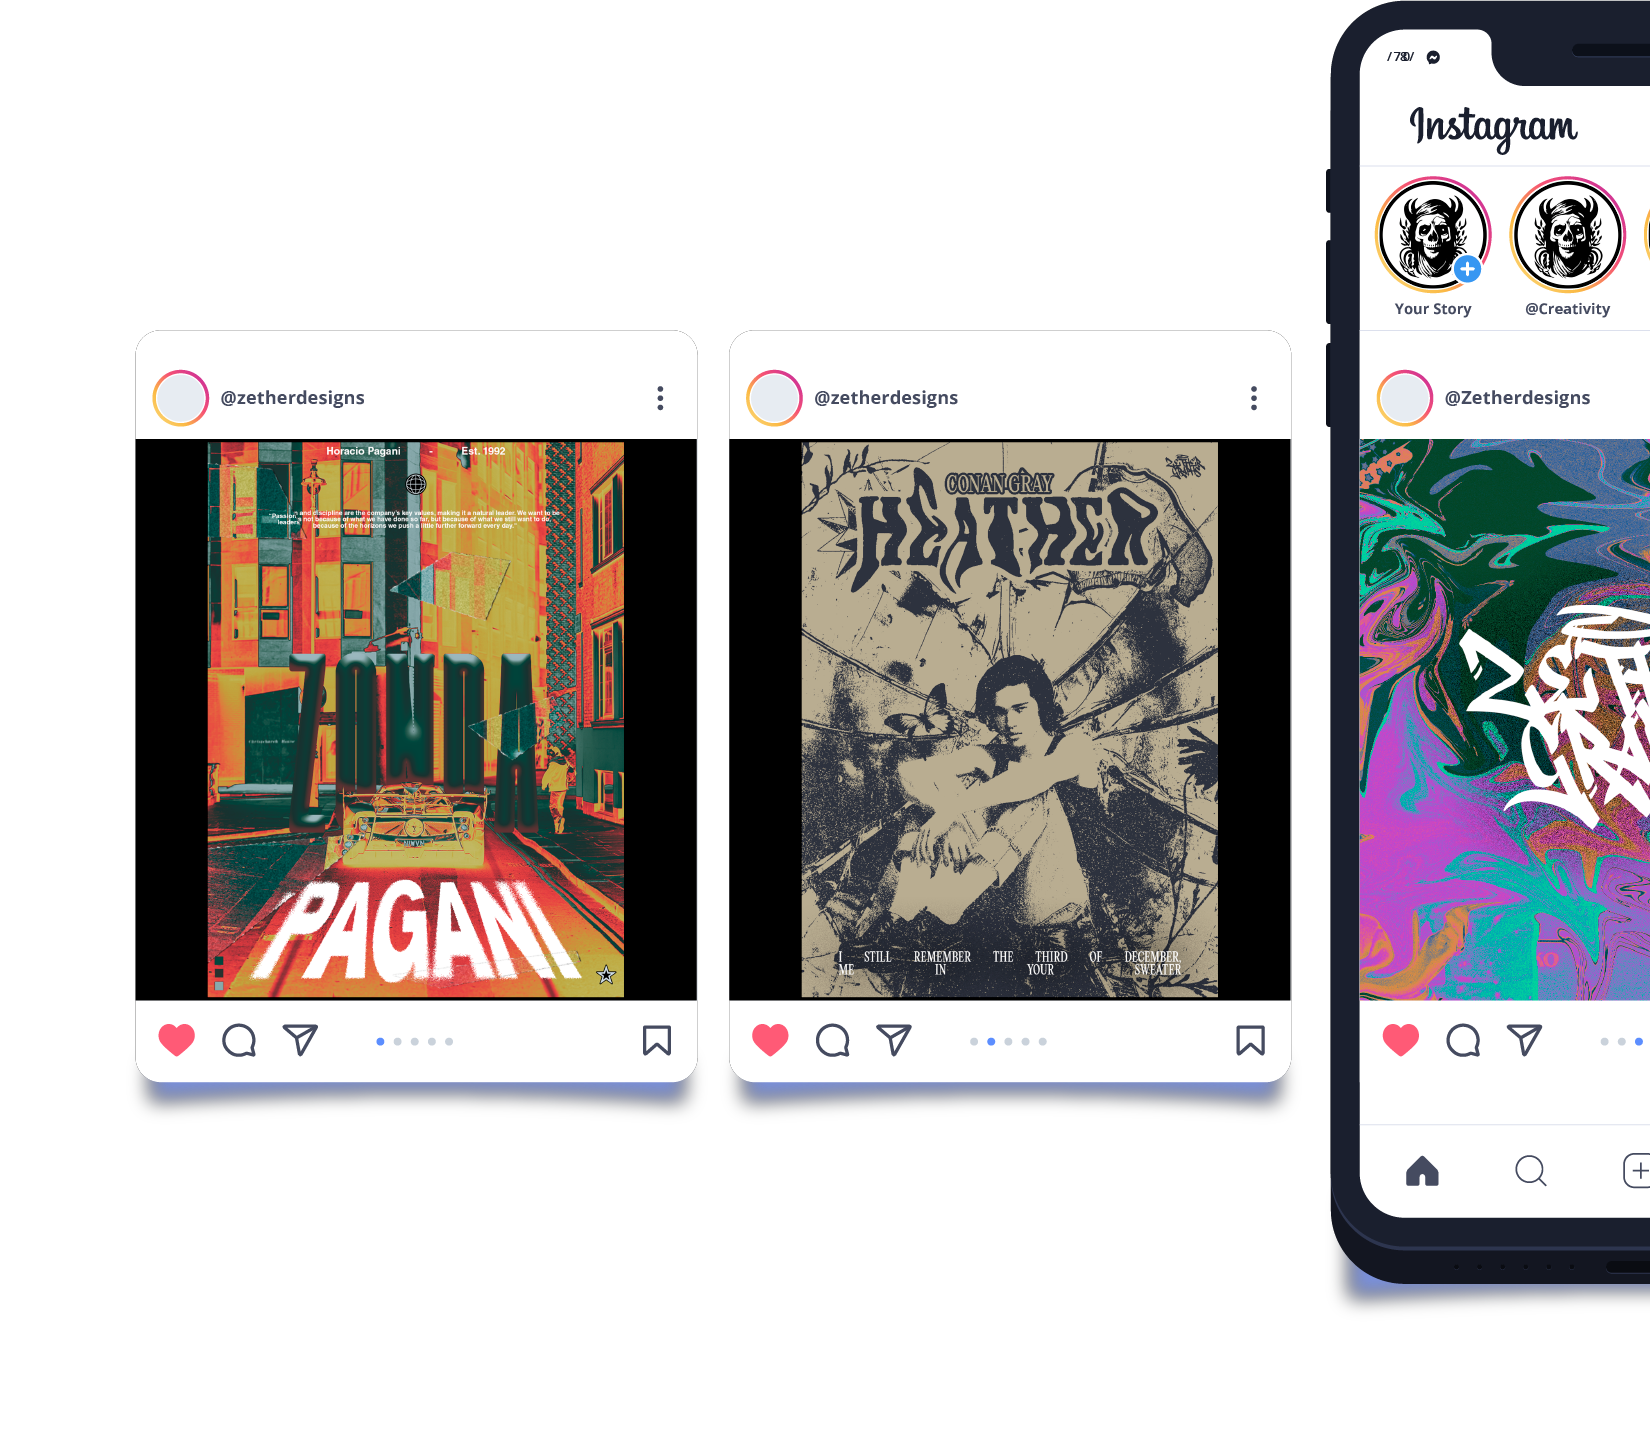 @zetherdesigns
Horacio Pagani - Est. 1992
"Passion and discipline are the company's key values, making it a natural leader. We want to be
leaders not because of what we have done so far, but because of what we still want to do,
because of the horizons we push a little further forward every day."
ZONDA
PAGANI
@zetherdesigns
CONAN GRAY
HEATHER
I STILL REMEMBER THE THIRD OF DECEMBER,
ME IN YOUR SWEATER
Instagram
Your Story
@Creativity
@Zetherdesigns